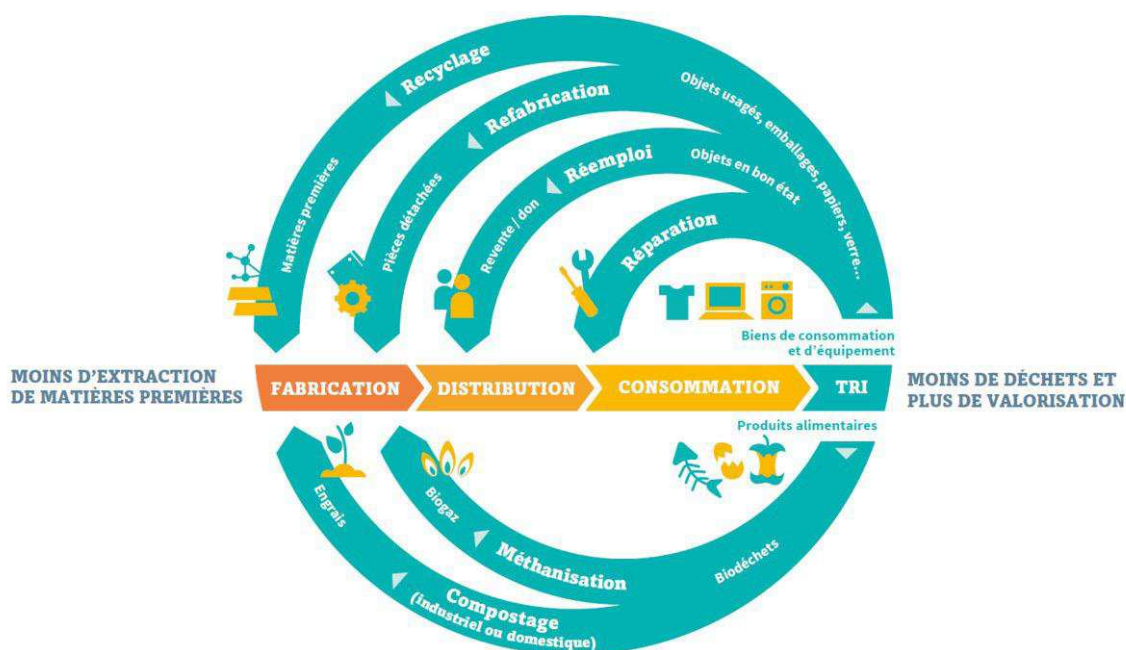 Recyclage
Matières premières
Refabrication
Pièces détachées
Réemploi
Revente / don
Réparation
Objets usagés, emballages, papiers, verre...
Objets en bon état
Biens de consommation
et d'équipement
MOINS D'EXTRACTION
DE MATIÈRES PREMIÈRES
FABRICATION
DISTRIBUTION
CONSOMMATION
TRI
MOINS DE DÉCHETS ET
PLUS DE VALORISATION
Produits alimentaires
Engrais
Biogaz
Méthanisation
Biodéchets
Compostage
(industriel ou domestique)